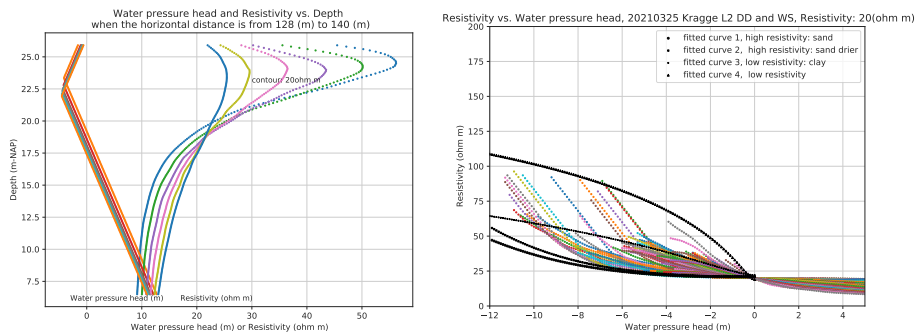 Water pressure head and Resistivity vs. Depth
when the horizontal distance is from 128 (m) to 140 (m)
25.0
22.5
20.0
17.5
15.0
12.5
10.0
7.5
Depth (m-NAP)
contour: 20ohm m
Water pressure head (m)
Resistivity (ohm m)
0
10
20
30
40
50
Water pressure head (m) or Resistivity (ohm m)
Resistivity vs. Water pressure head, 20210325 Kragge L2 DD and WS, Resistivity: 20(ohm m)
200
175
150
125
100
75
50
25
0
Resistivity (ohm m)
fitted curve 1, high resistivity: sand
fitted curve 2, high resistivity: sand drier
fitted curve 3, low resistivity: clay
fitted curve 4, low resistivity
−12
−10
−8
−6
−4
−2
0
2
4
Water pressure head (m)